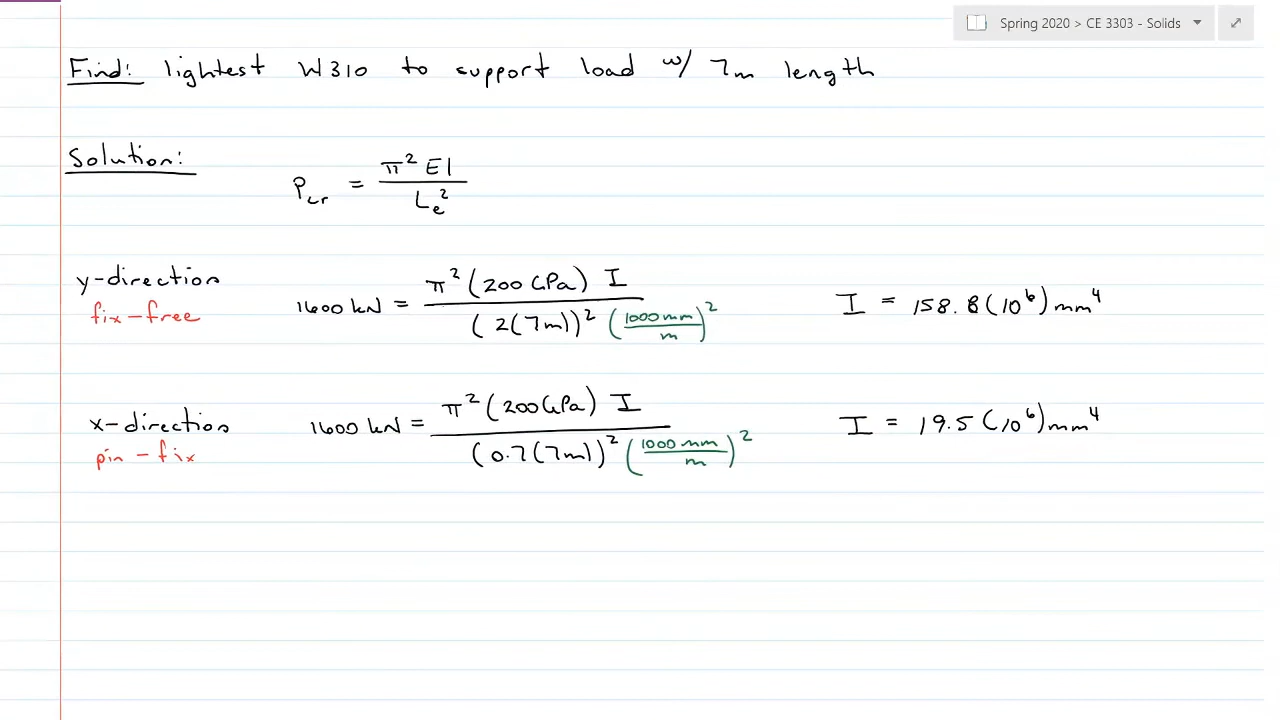 Spring 2020 > CE 3303 - Solids
Find: lightest W310 to support load w/ 7m length
Solution:
Pcr = π² EI / Le²
y-direction
fix-free
1600 kN = π² (200 GPa) I / (2(7m))² (1000 mm / m)²
I = 158.8 (10⁶) mm⁴
x-direction
pin-fix
1600 kN = π² (200 GPa) I / (0.7(7m))² (1000 mm / m)²
I = 19.5 (10⁶) mm⁴